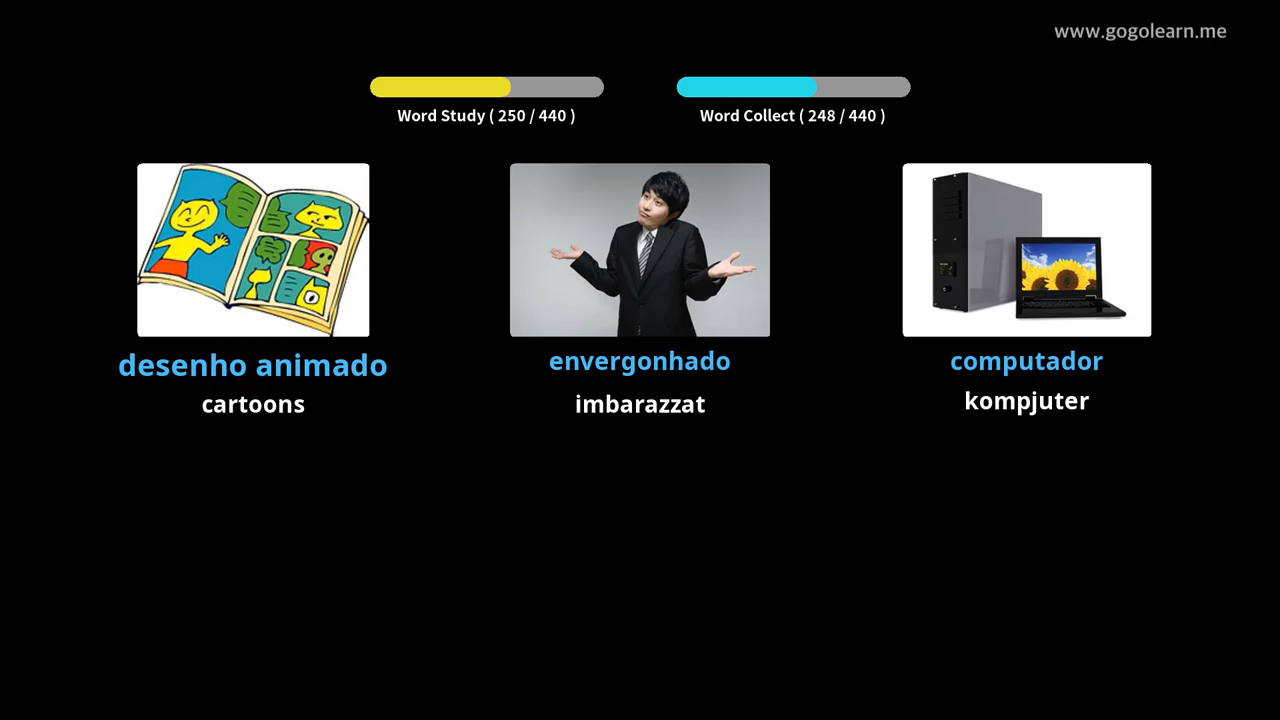 www.gogolearn.me
Word Study ( 250 / 440 )
Word Collect ( 248 / 440 )
desenho animado
cartoons
envergonhado
imbarazzat
computador
kompjuter